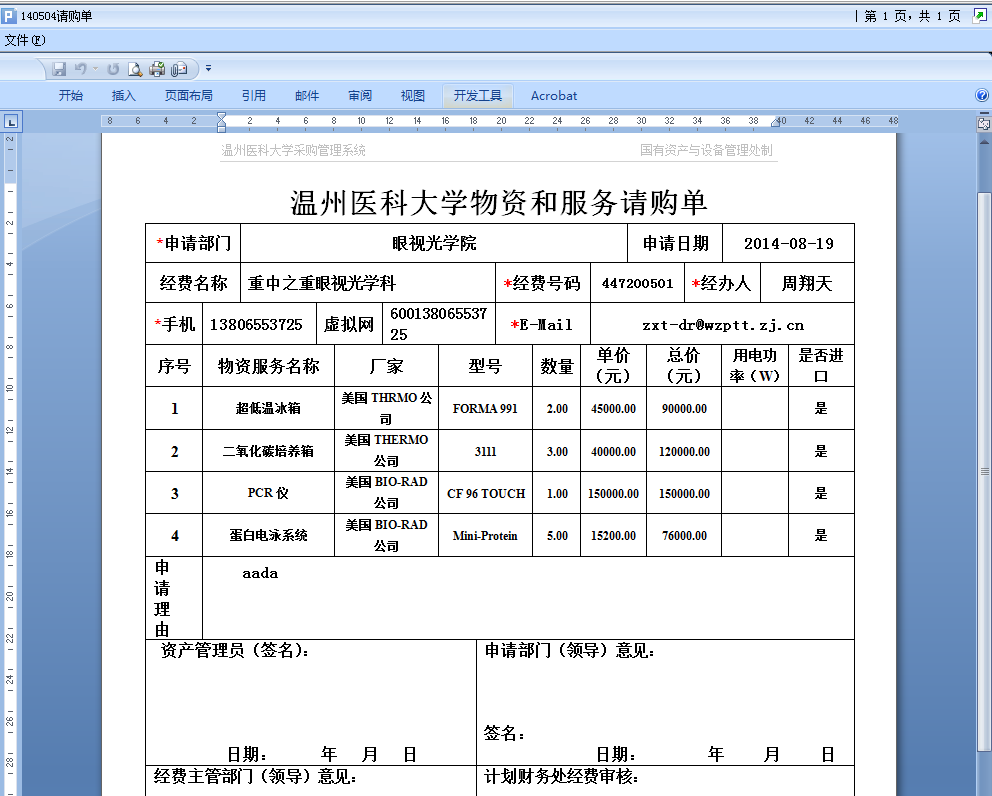 140504请购单
第 1 页，共 1 页
文件(F)
开始 插入 页面布局 引用 邮件 审阅 视图 开发工具 Acrobat
8 6 4 2 2 4 6 8 10 12 14 16 18 20 22 24 26 28 30 32 34 36 38 40 42 44 46 48
温州医科大学采购管理系统 国有资产与设备管理处制
温州医科大学物资和服务请购单
*申请部门 眼视光学院 申请日期 2014-08-19
经费名称 重中之重眼视光学科 *经费号码 447200501 *经办人 周翔天
*手机 13806553725 虚拟网 600138065537
25 *E-Mail zxt-dr@wzptt.zj.cn
序号 物资服务名称 厂家 型号 数量 单价
（元） 总价
（元） 用电功
率（W） 是否进
口
1 超低温冰箱 美国 THRMO 公
司 FORMA 991 2.00 45000.00 90000.00 是
2 二氧化碳培养箱 美国 THERMO
公司 3111 3.00 40000.00 120000.00 是
3 PCR 仪 美国 BIO-RAD
公司 CF 96 TOUCH 1.00 150000.00 150000.00 是
4 蛋白电泳系统 美国 BIO-RAD
公司 Mini-Protein 5.00 15200.00 76000.00 是
申
请
理
由
aada
资产管理员（签名）：
日期： 年 月 日
申请部门（领导）意见：
签名：
日期： 年 月 日
经费主管部门（领导）意见：
计划财务处经费审核：